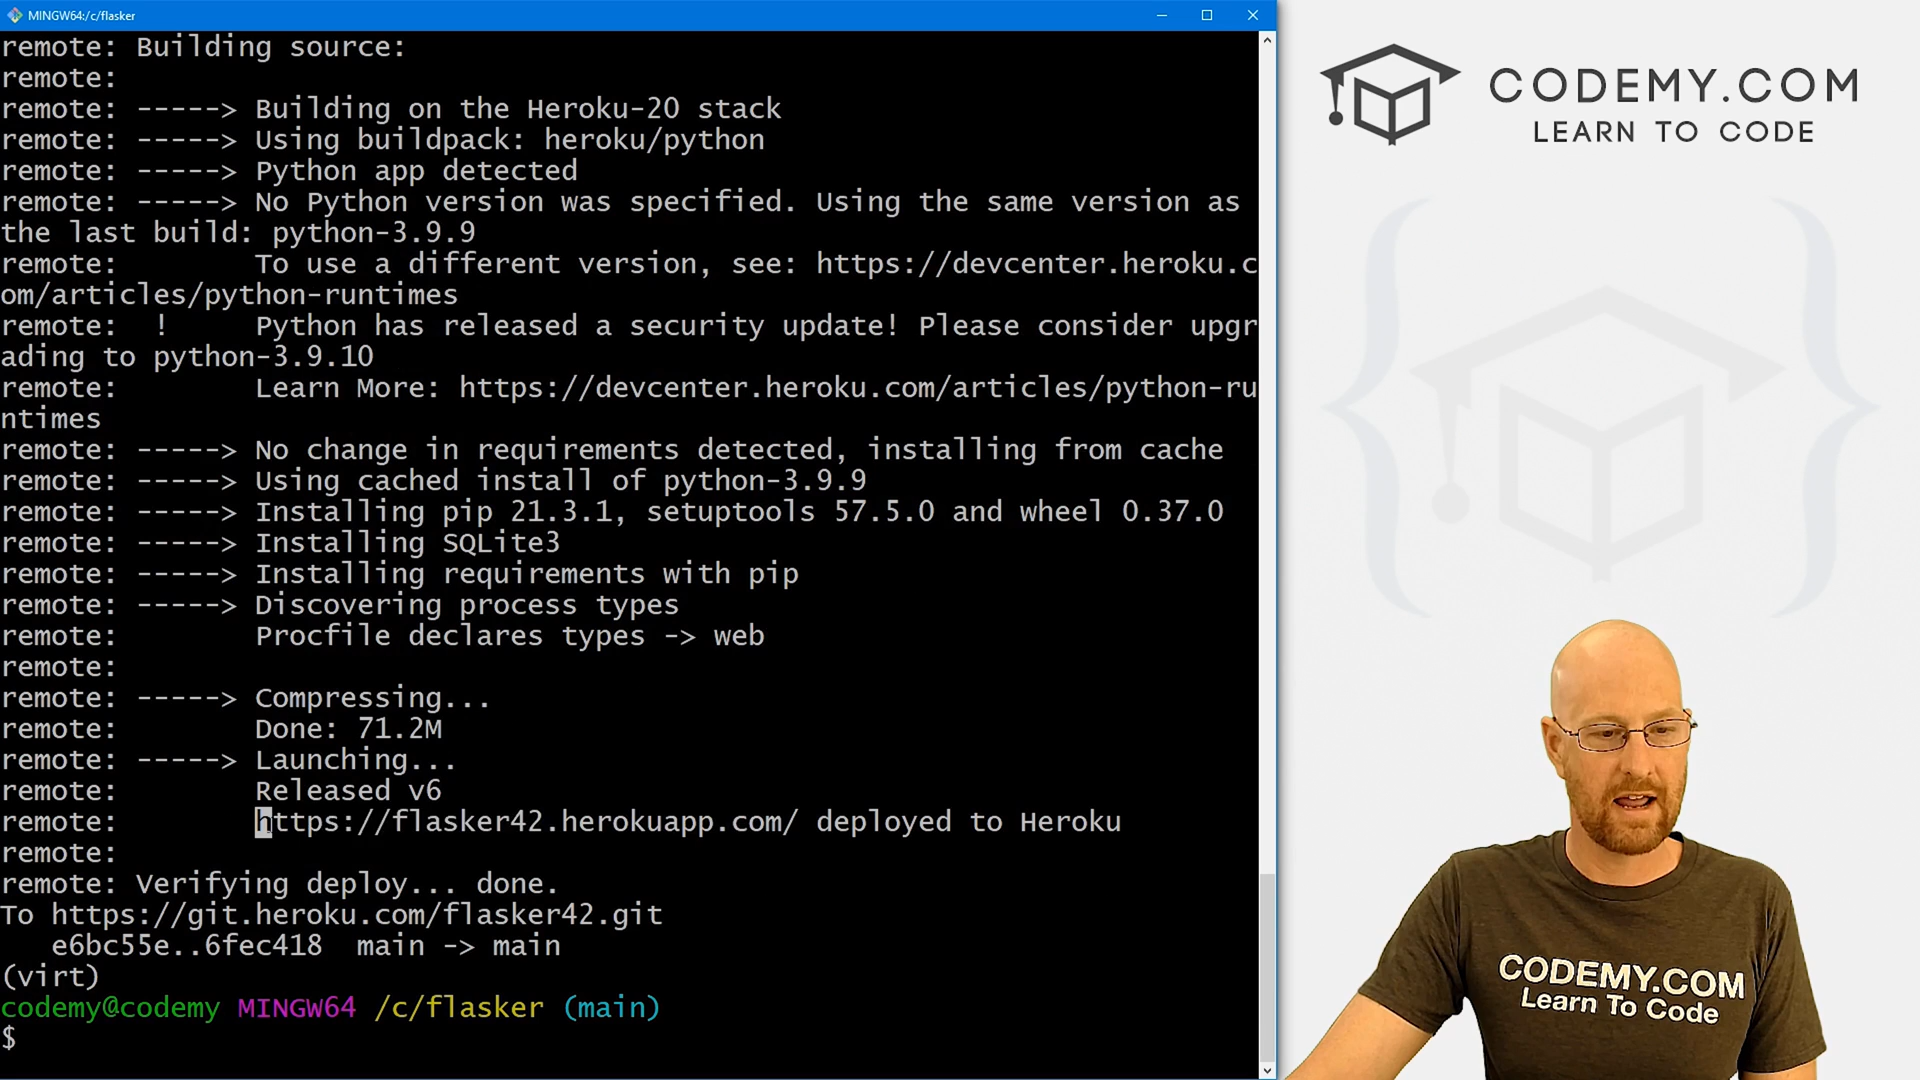 MINGW64:/c/flasker
remote: Building source:
remote:
remote: -----> Building on the Heroku-20 stack
remote: -----> Using buildpack: heroku/python
remote: -----> Python app detected
remote: -----> No Python version was specified. Using the same version as
the last build: python-3.9.9
remote:        To use a different version, see: https://devcenter.heroku.c
om/articles/python-runtimes
remote:  !     Python has released a security update! Please consider upgr
ading to python-3.9.10
remote:        Learn More: https://devcenter.heroku.com/articles/python-ru
ntimes
remote: -----> No change in requirements detected, installing from cache
remote: -----> Using cached install of python-3.9.9
remote: -----> Installing pip 21.3.1, setuptools 57.5.0 and wheel 0.37.0
remote: -----> Installing SQLite3
remote: -----> Installing requirements with pip
remote: -----> Discovering process types
remote:        Procfile declares types -> web
remote:
remote: -----> Compressing...
remote:        Done: 71.2M
remote: -----> Launching...
remote:        Released v6
remote:        https://flasker42.herokuapp.com/ deployed to Heroku
remote:
remote: Verifying deploy... done.
To https://git.heroku.com/flasker42.git
   e6bc55e..6fec418  main -> main
(virt)
codemy@codemy MINGW64 /c/flasker (main)
$
CODEMY.COM
LEARN TO CODE
CODEMY.COM
Learn To Code